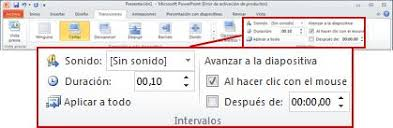 Presentación1 - Microsoft PowerPoint (Error de activación de productos)
Archivo Inicio Insertar Diseño Transiciones Animaciones Presentación con diapositivas Revisar Vista
Sonido: [Sin sonido] Avanzar a la diapositiva
Duración: 00,10 Al hacer clic con el mouse
Aplicar a todo Después de: 00:00,00
Vista previa
Intervalos
Sonido: [Sin sonido] Avanzar a la diapositiva
Duración: 00,10 Al hacer clic con el mouse
Aplicar a todo Después de: 00:00,00
Intervalos